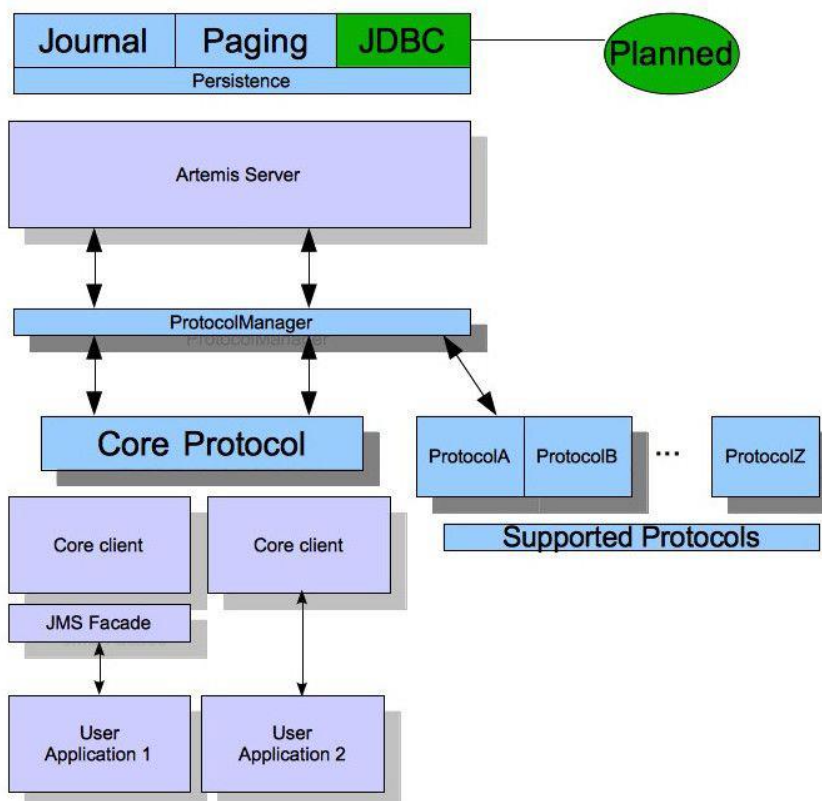 Journal
Paging
JDBC
Planned
Persistence
Artemis Server
ProtocolManager
ProtocolManager
Core Protocol
ProtocolA
ProtocolB
...
ProtocolZ
Supported Protocols
Core client
Core client
JMS Facade
User
Application 1
User
Application 2